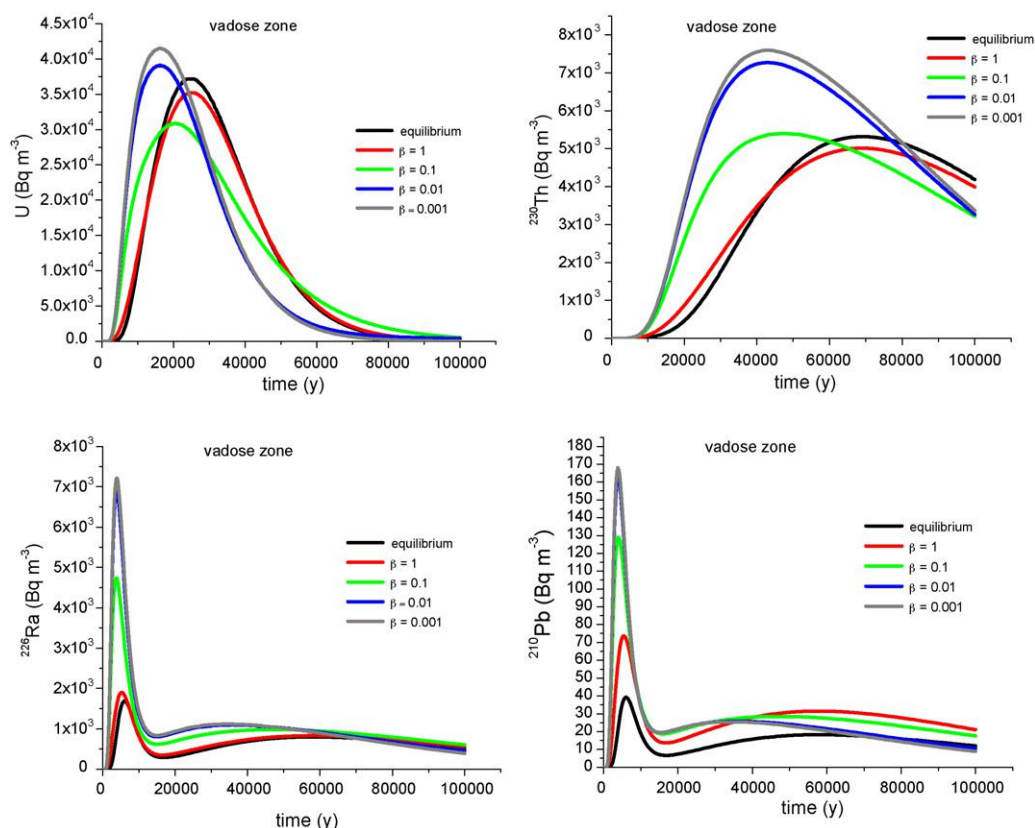 vadose zone
4.5x10⁴
4.0x10⁴
3.5x10⁴
3.0x10⁴
2.5x10⁴
2.0x10⁴
1.5x10⁴
1.0x10⁴
5.0x10³
0.0
U (Bq m⁻³)
equilibrium
β = 1
β = 0.1
β = 0.01
β = 0.001
0 20000 40000 60000 80000 100000
time (y)
vadose zone
8x10³
7x10³
6x10³
5x10³
4x10³
3x10³
2x10³
1x10³
0
²³⁰Th (Bq m⁻³)
equilibrium
β = 1
β = 0.1
β = 0.01
β = 0.001
0 20000 40000 60000 80000 100000
time (y)
vadose zone
8x10³
7x10³
6x10³
5x10³
4x10³
3x10³
2x10³
1x10³
0
²²⁶Ra (Bq m⁻³)
equilibrium
β = 1
β = 0.1
β = 0.01
β = 0.001
0 20000 40000 60000 80000 100000
time (y)
vadose zone
180
170
160
150
140
130
120
110
100
90
80
70
60
50
40
30
20
10
0
²¹⁰Pb (Bq m⁻³)
equilibrium
β = 1
β = 0.1
β = 0.01
β = 0.001
0 20000 40000 60000 80000 100000
time (y)